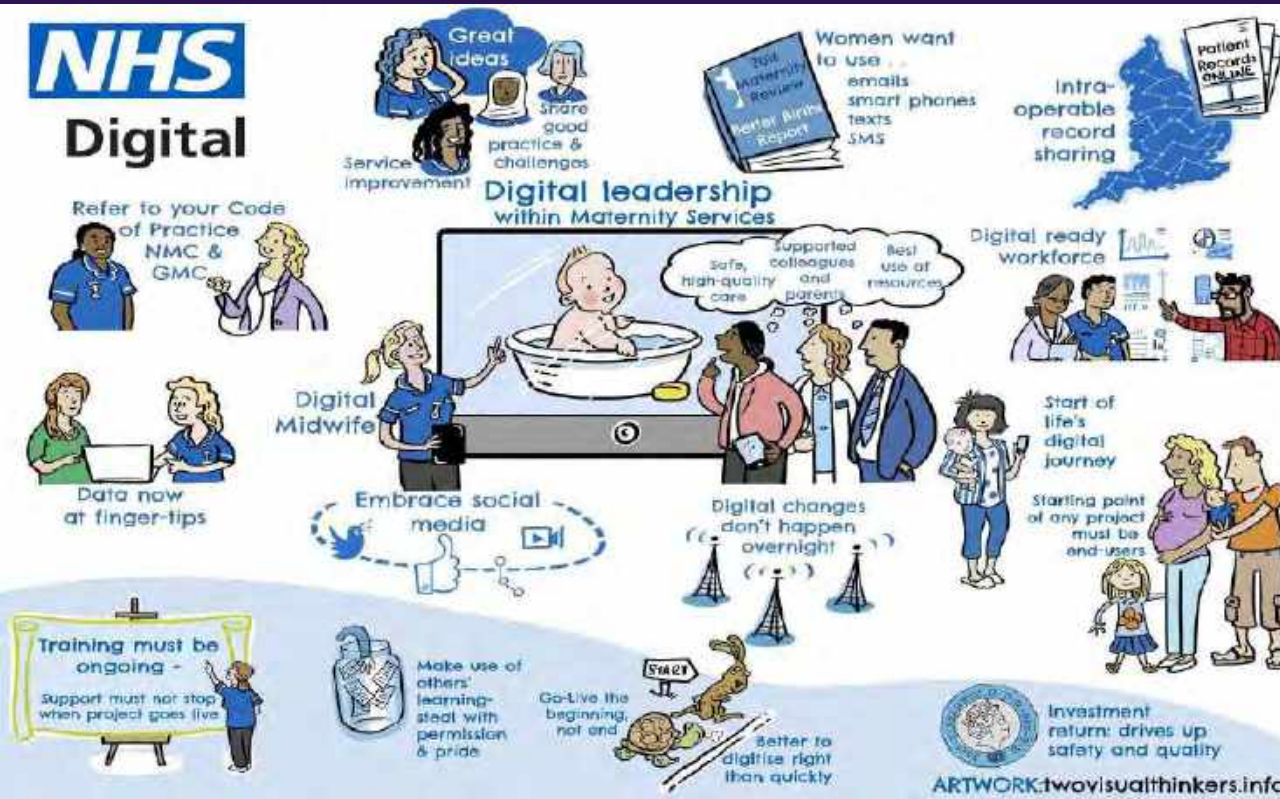 NHS
Digital
Great
ideas
Share
good
practice &
challenges
Service
improvement
Women want
to use . .
emails
smart phones
texts
SMS
Maternity
Review
Better Births
Report
Intra-
operable
record
sharing
Patient
Records
ONLINE
Digital leadership
within Maternity Services
Refer to your Code
of Practice
NMC &
GMC
Safe,
high-quality
care
Supported
colleagues
and
parents
Best
use of
resources
Digital ready
workforce
Digital
Midwife
Data now
at finger-tips
Embrace social
media
Digital changes
don't happen
overnight
Start of
life's
digital
journey
Starting point
of any project
must be
end-users
Training must be
ongoing -
Support must not stop
when project goes live
Make use of
others'
learning-
steal with
permission
& pride
Go-Live the
beginning,
not end
START
Better to
digitise right
than quickly
Investment
return: drives up
safety and quality
ARTWORK:twovisualthinkers.info